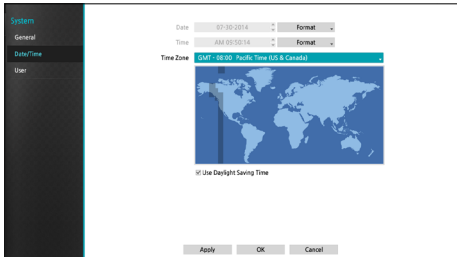 System
General
Date/Time
User
Date 07-30-2014 Format
Time AM 09:50:14 Format
Time Zone GMT - 08:00 Pacific Time (US & Canada)
Use Daylight Saving Time
Apply OK Cancel